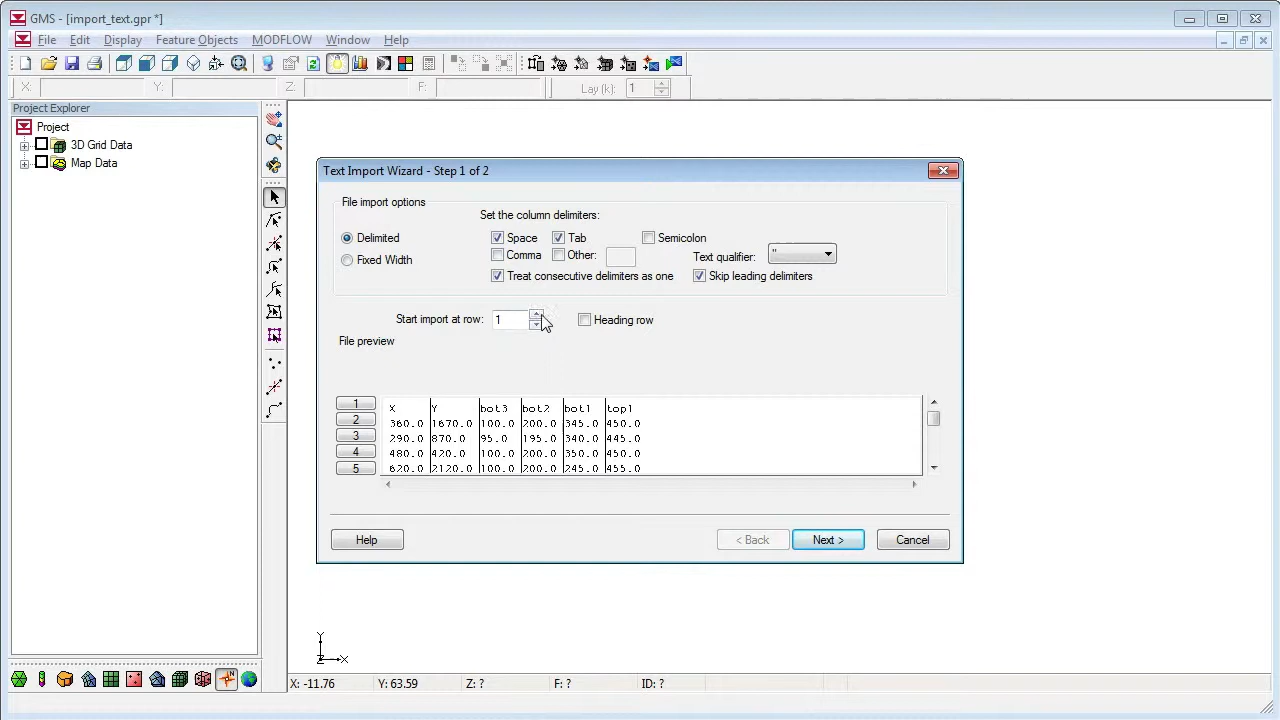 GMS - [import_text.gpr *]
File Edit Display Feature Objects MODFLOW Window Help
X: Y: Z: F: Lay (k): 1
Project Explorer
Project
3D Grid Data
Map Data
Text Import Wizard - Step 1 of 2
File import options
Set the column delimiters:
Delimited Space Tab Semicolon
Fixed Width Comma Other: Text qualifier: "
Treat consecutive delimiters as one Skip leading delimiters
Start import at row: 1 Heading row
File preview
1 X Y bot3 bot2 bot1 top1
2 360.0 1670.0 100.0 200.0 345.0 450.0
3 290.0 870.0 95.0 195.0 340.0 445.0
4 480.0 420.0 100.0 200.0 350.0 450.0
5 620.0 2120.0 100.0 200.0 245.0 455.0
Help < Back Next > Cancel
Y
Z X
X: -11.76 Y: 63.59 Z: ? F: ? ID: ?